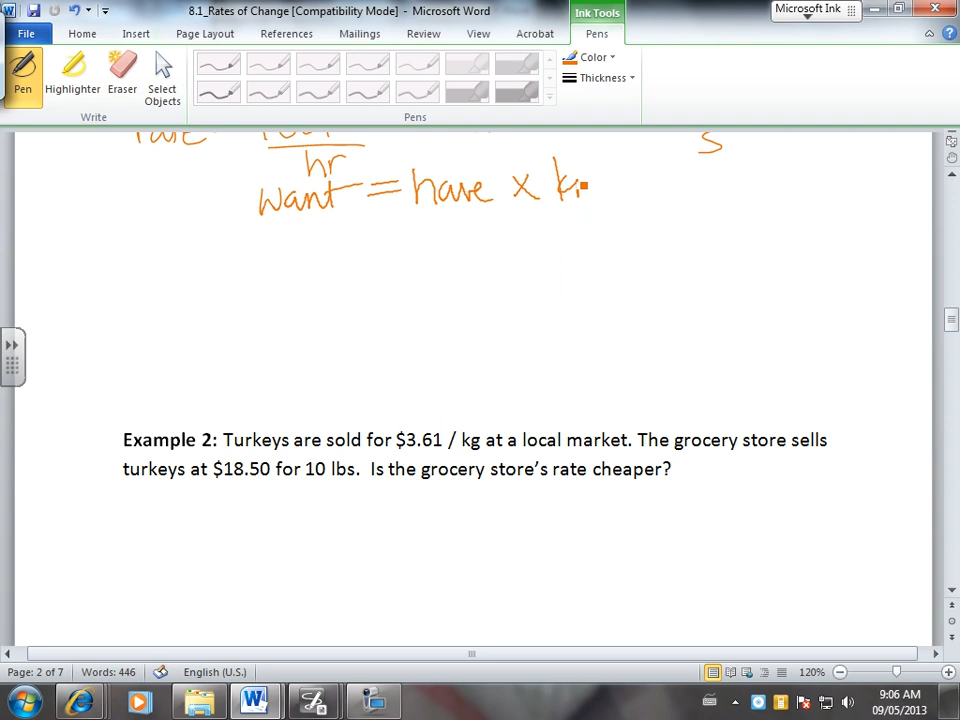 8.1_Rates of Change [Compatibility Mode] - Microsoft Word
Ink Tools
Microsoft Ink
File Home Insert Page Layout References Mailings Review View Acrobat Pens
Pen Highlighter Eraser Select Objects
Color
Thickness
Write Pens
hr
want = have x
Example 2: Turkeys are sold for $3.61 / kg at a local market. The grocery store sells
turkeys at $18.50 for 10 lbs. Is the grocery store's rate cheaper?
Page: 2 of 7 Words: 446 English (U.S.) 120%
9:06 AM
09/05/2013